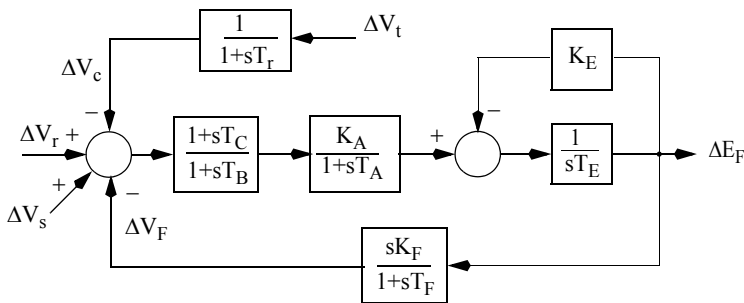 1
1+sT_r
ΔV_t
K_E
ΔV_c
−
−
ΔV_r +
1+sT_C
1+sT_B
K_A
1+sT_A
+
1
sT_E
ΔE_F
+
−
ΔV_s
ΔV_F
sK_F
1+sT_F